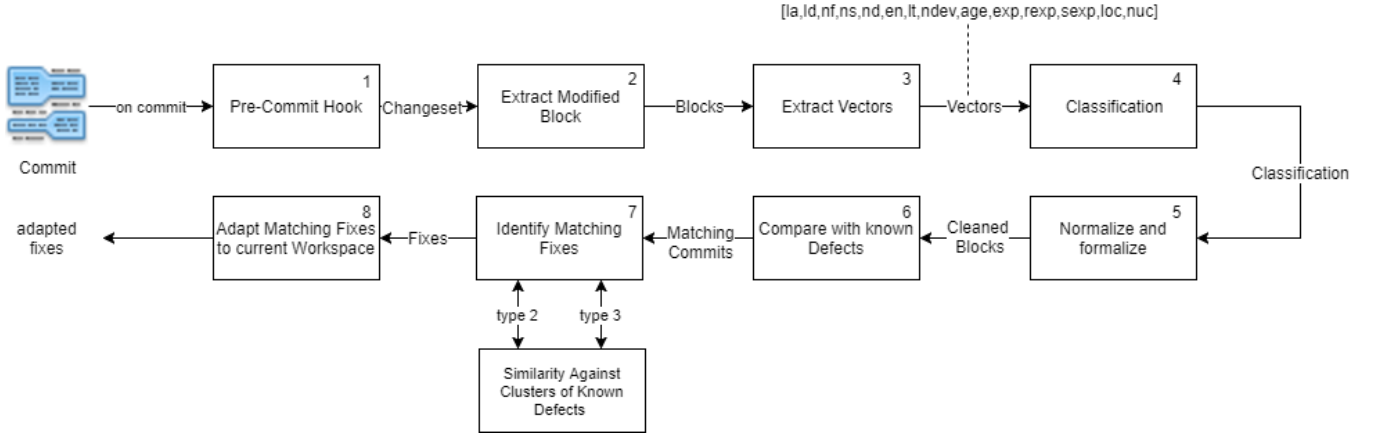 [la,ld,nf,ns,nd,en,lt,ndev,age,exp,rexp,sexp,loc,nuc]
Commit
on commit
1
Pre-Commit Hook
Changeset
2
Extract Modified
Block
Blocks
3
Extract Vectors
Vectors
4
Classification
Classification
5
Normalize and
formalize
Cleaned
Blocks
6
Compare with known
Defects
Matching
Commits
7
Identify Matching
Fixes
Fixes
8
Adapt Matching Fixes
to current Workspace
adapted
fixes
type 2
type 3
Similarity Against
Clusters of Known
Defects